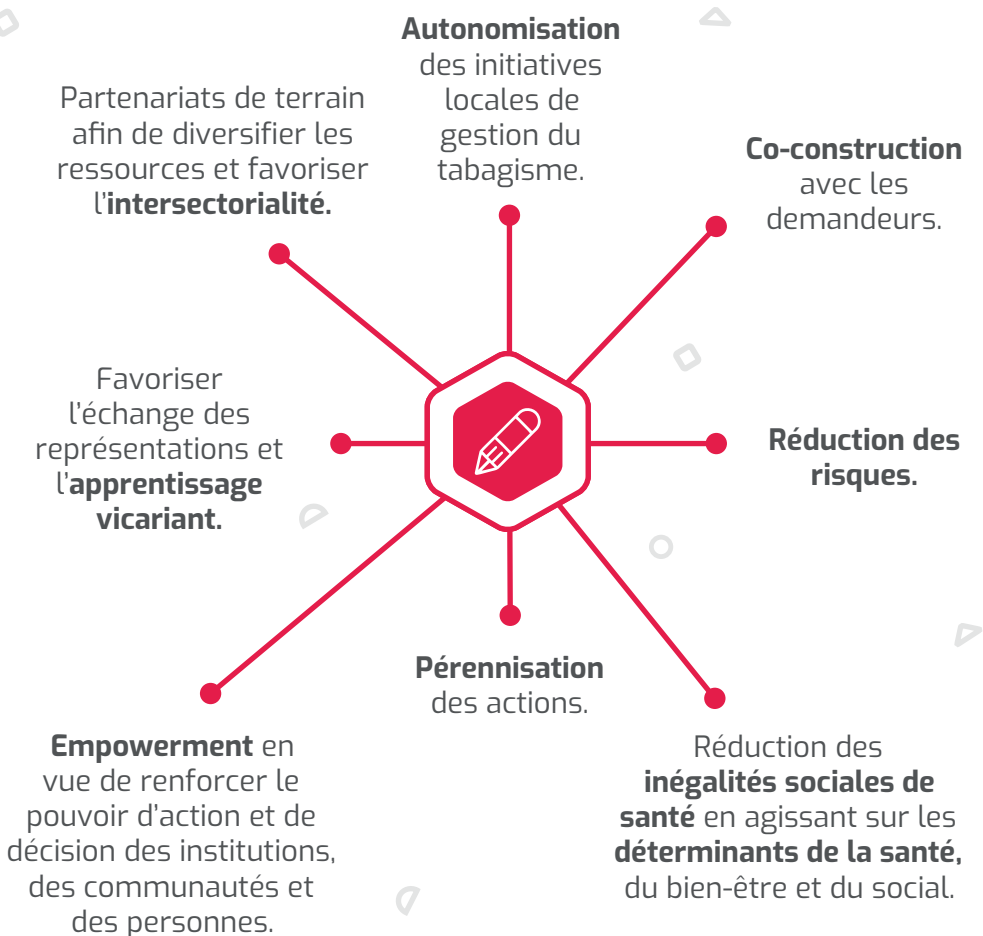 Autonomisation
des initiatives
locales de
gestion du
tabagisme.
Partenariats de terrain
afin de diversifier les
ressources et favoriser
l'intersectorialité.
Co-construction
avec les
demandeurs.
Favoriser
l'échange des
représentations et
l'apprentissage
vicariant.
Réduction des
risques.
Pérennisation
des actions.
Empowerment en
vue de renforcer le
pouvoir d'action et de
décision des institutions,
des communautés et
des personnes.
Réduction des
inégalités sociales de
santé en agissant sur les
déterminants de la santé,
du bien-être et du social.